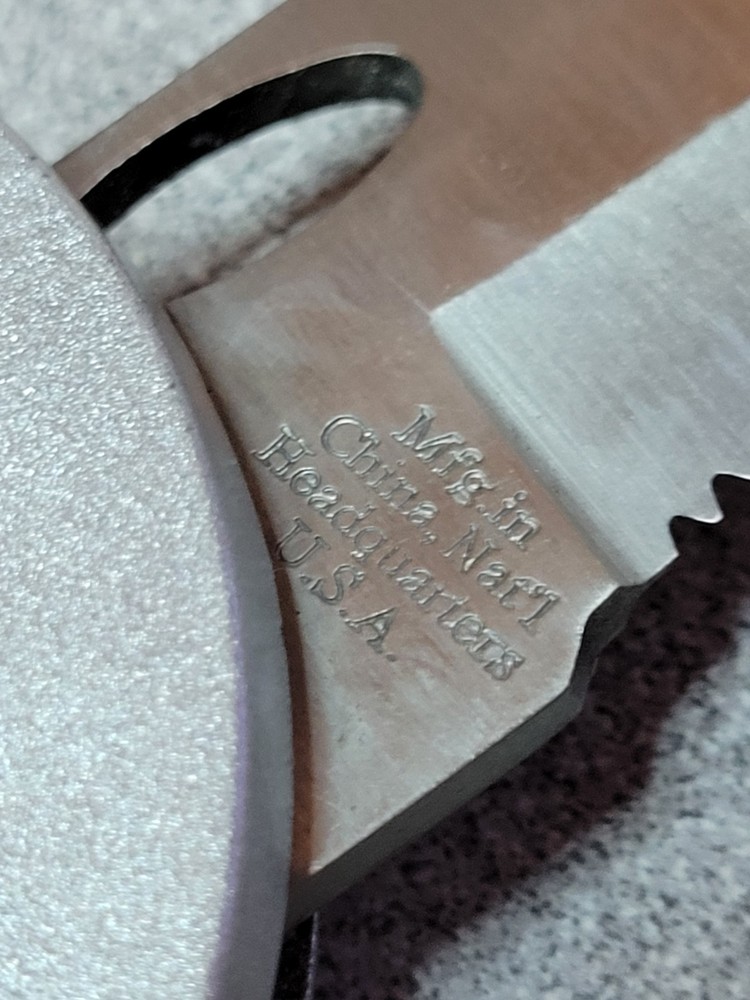 Mfg.in
China, Nat'l
Headquarters
U.S.A.